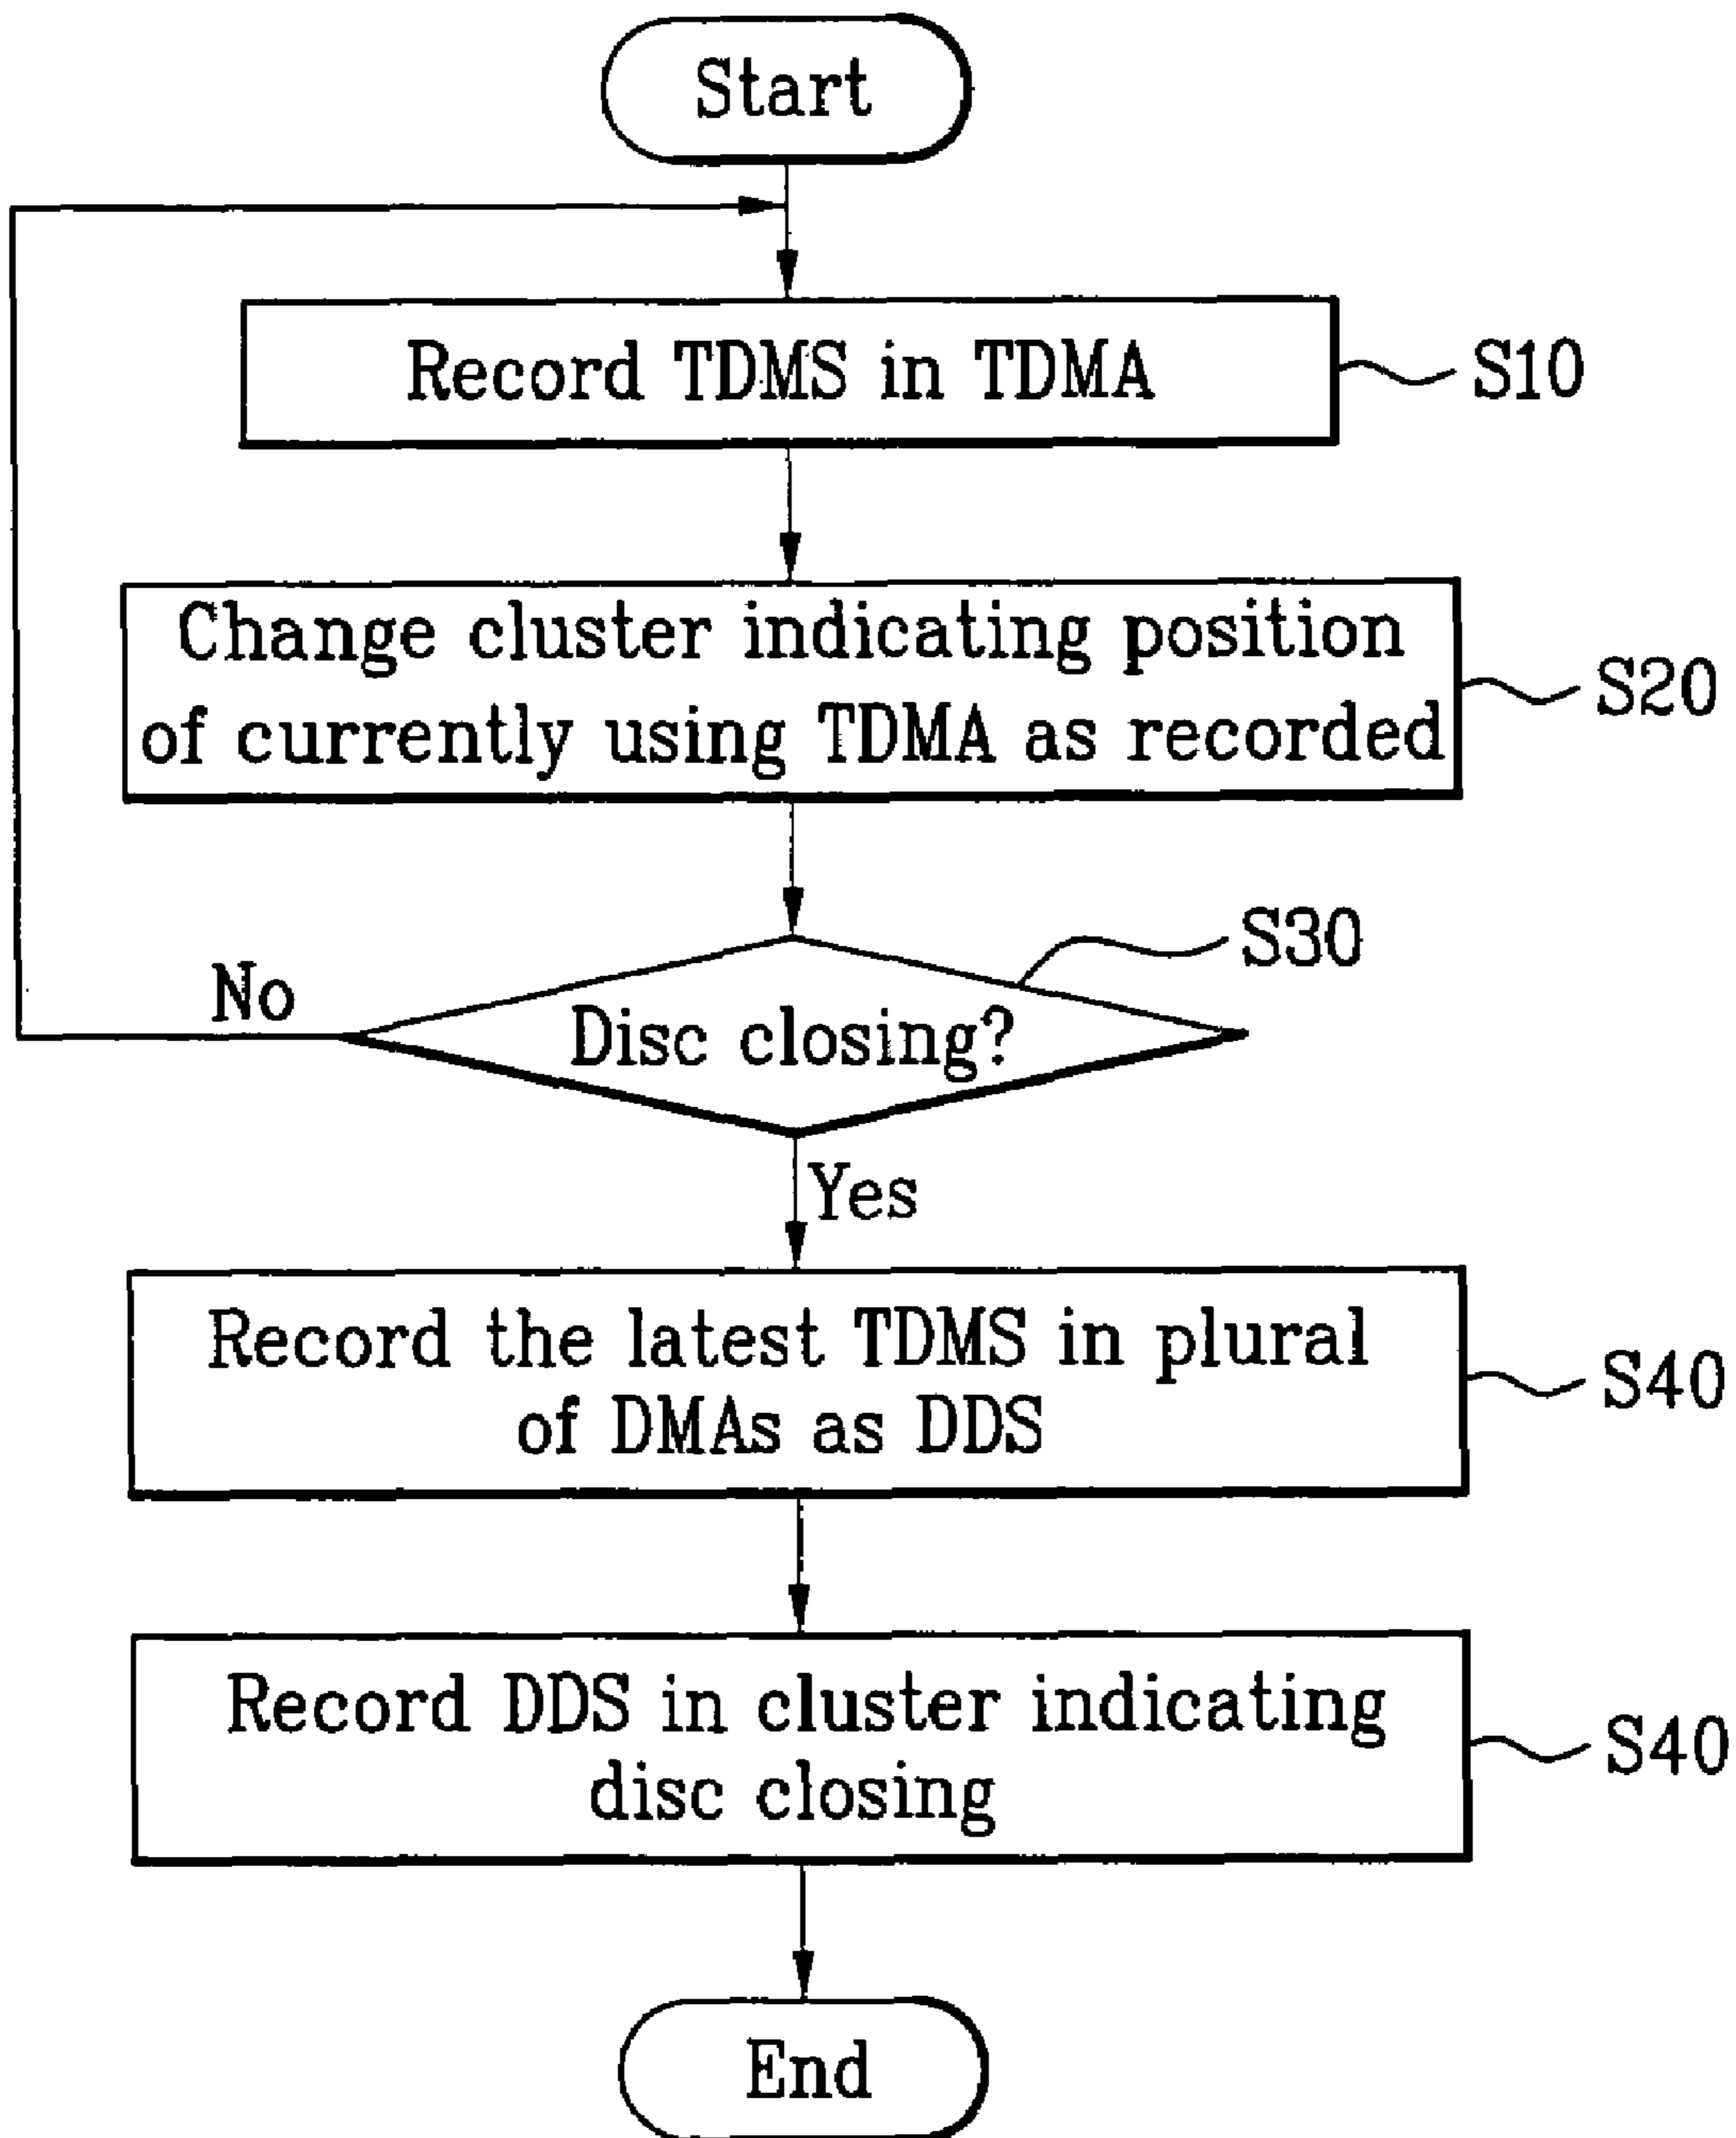 Start
Record TDMS in TDMA
S10
Change cluster indicating position
of currently using TDMA as recorded
S20
S30
No
Disc closing?
Yes
Record the latest TDMS in plural
of DMAs as DDS
S40
Record DDS in cluster indicating
disc closing
S40
End